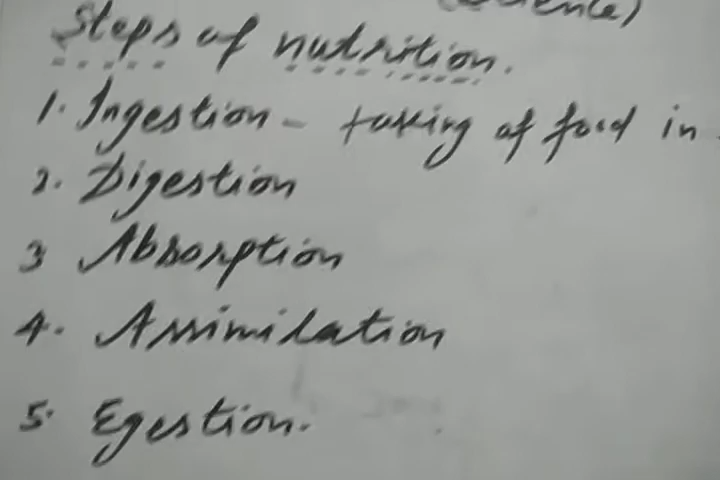 Steps of nutrition.
1. Ingestion - taking of food in
2. Digestion
3 Absorption
4. Assimilation
5. Egestion.